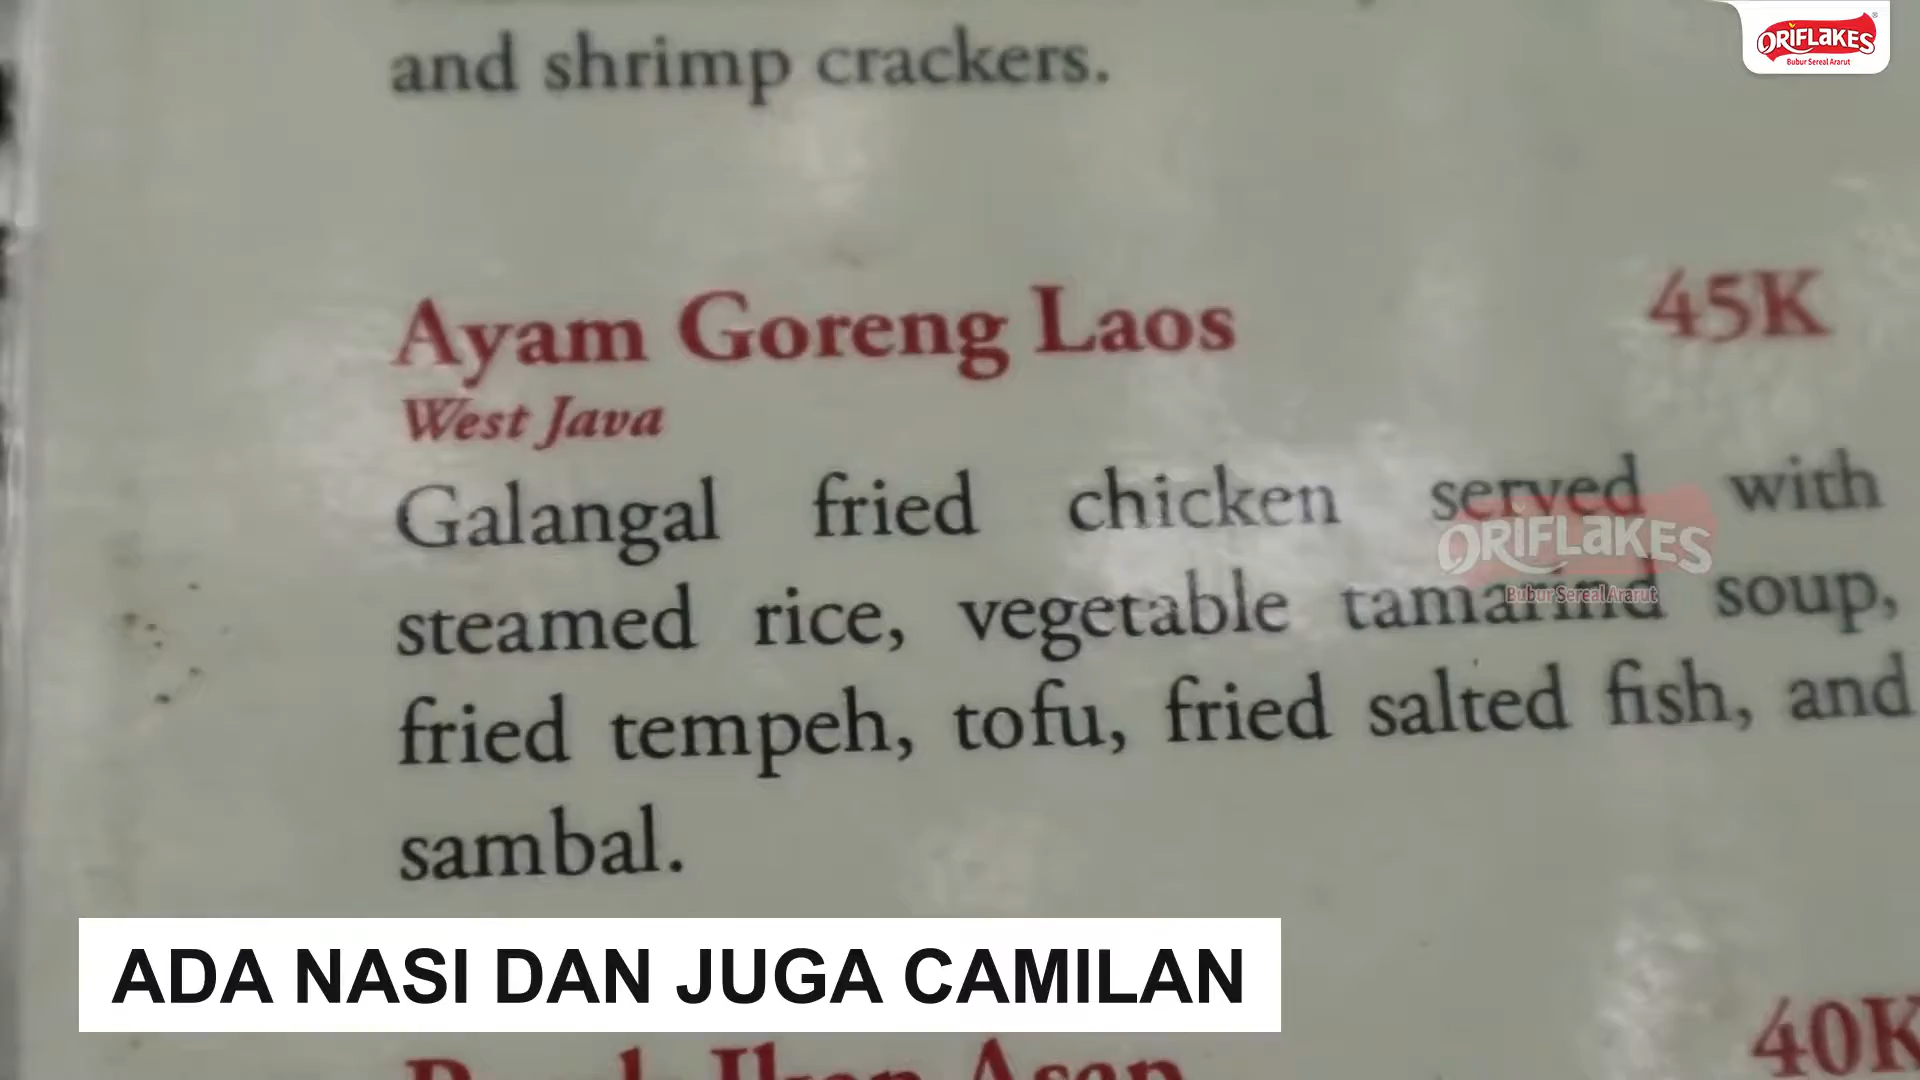 and shrimp crackers.
ORIFLAKES
Bubur Sereal Ararut
Ayam Goreng Laos 45K
West Java
Galangal fried chicken served with
steamed rice, vegetable tamarind soup,
fried tempeh, tofu, fried salted fish, and
sambal.
ORIFLAKES
Bubur Sereal Ararut
ADA NASI DAN JUGA CAMILAN
Ikan Asap 40K